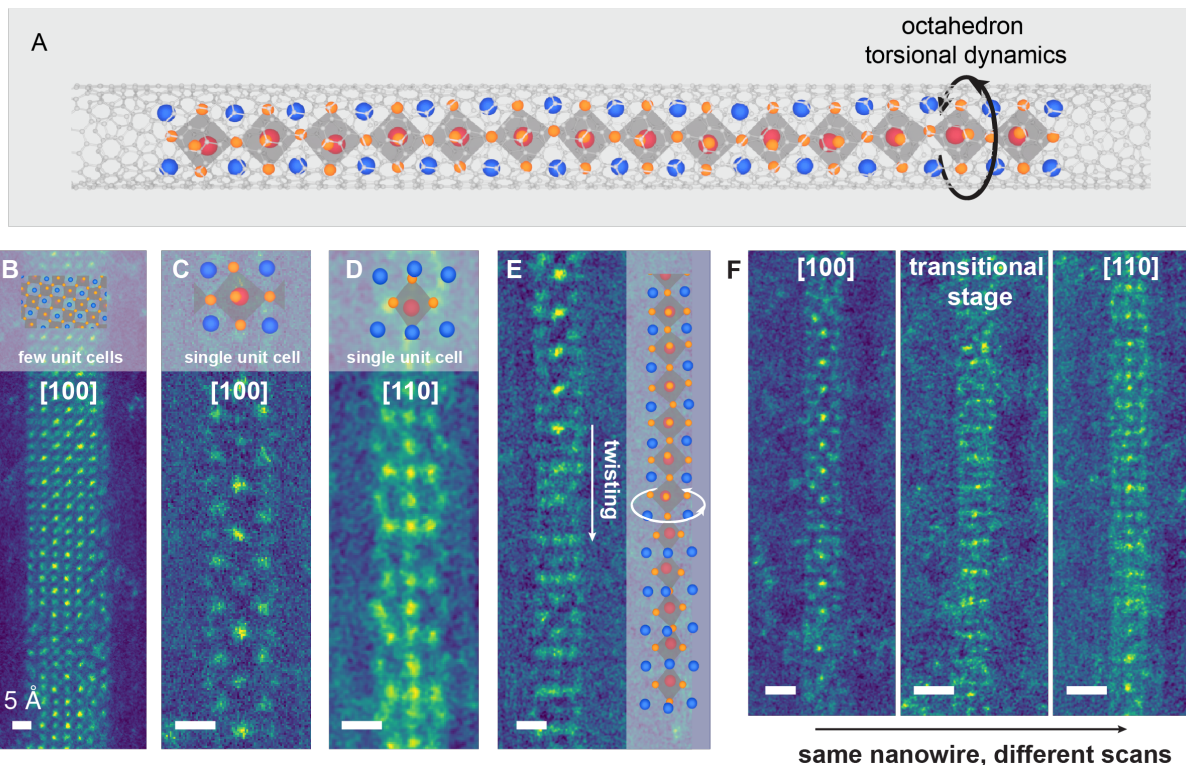 A
octahedron
torsional dynamics
B
few unit cells
[100]
5 Å
C
single unit cell
[100]
D
single unit cell
[110]
E
twisting
F
[100]
transitional
stage
[110]
same nanowire, different scans